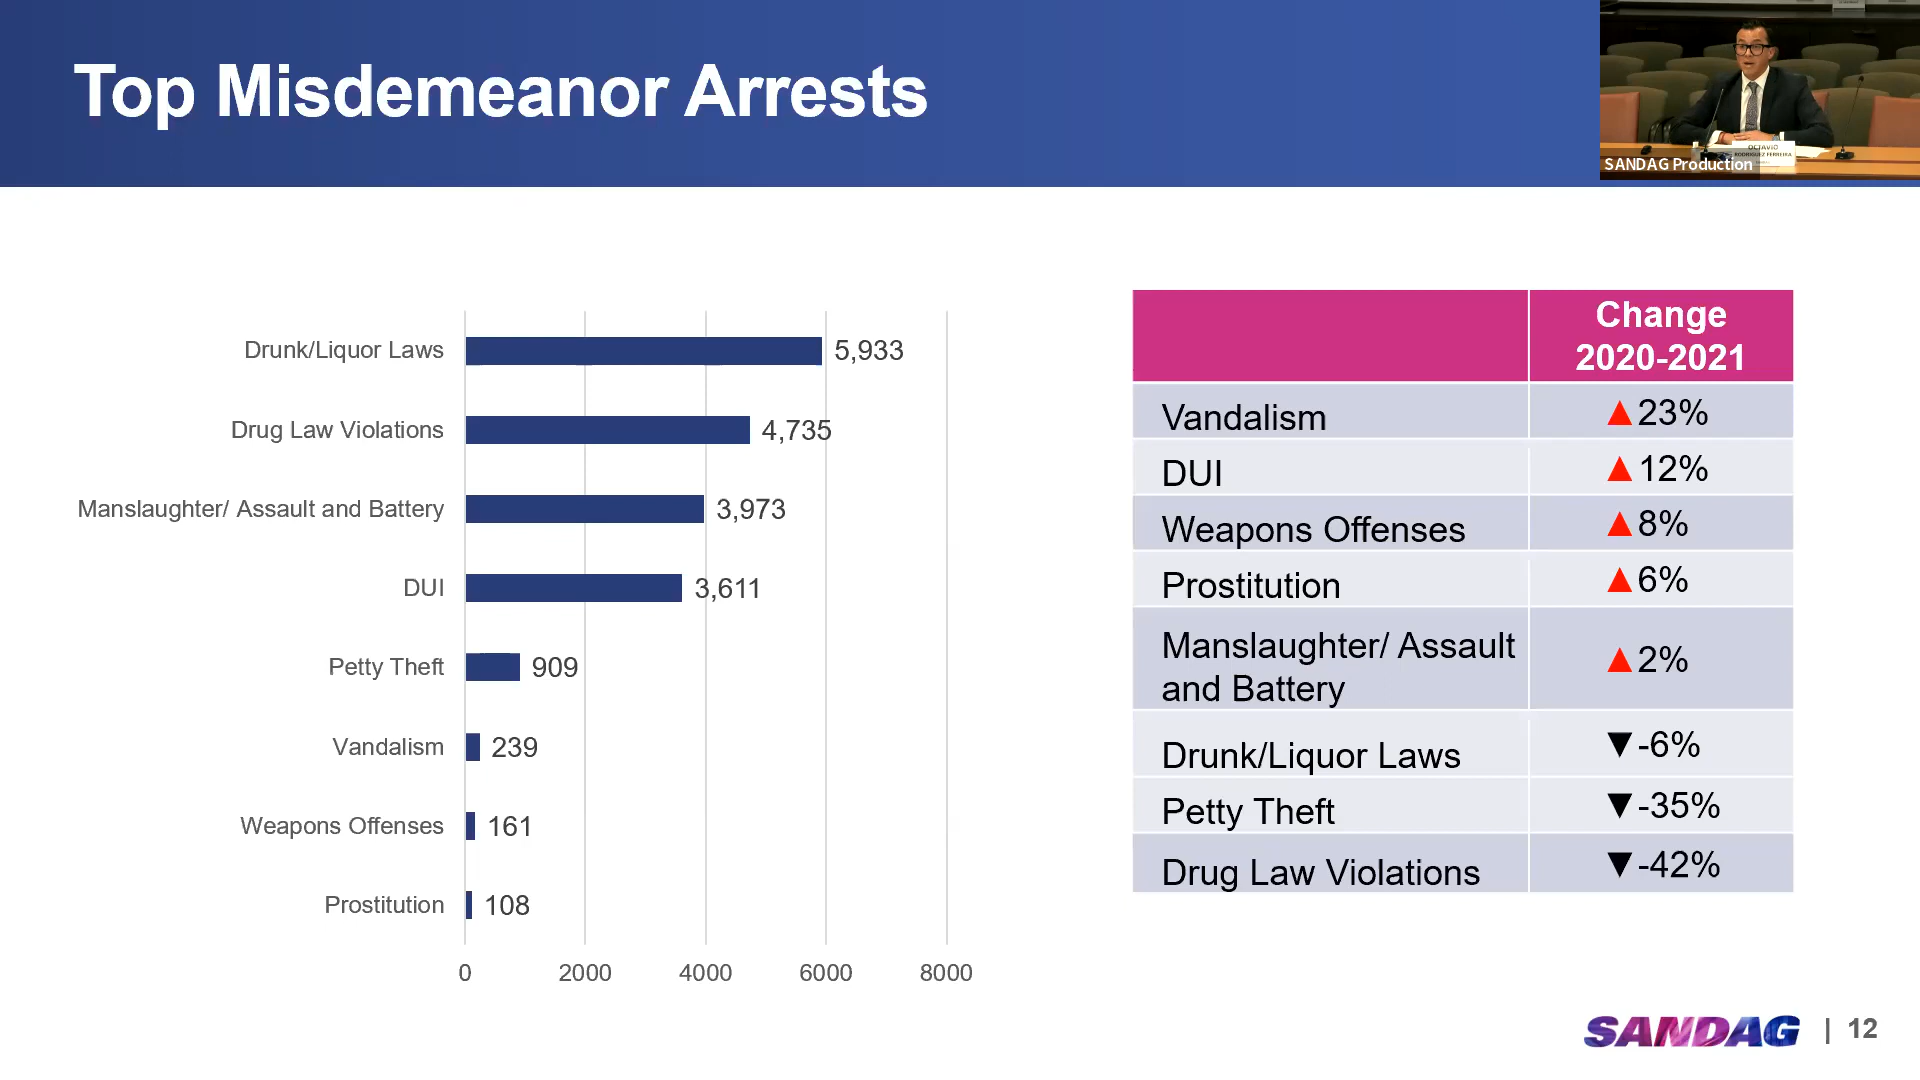 Top Misdemeanor Arrests
OCTAVIO
RODRIGUEZ FERREIRA
SANDAG Production
Drunk/Liquor Laws 5,933
Drug Law Violations 4,735
Manslaughter/ Assault and Battery 3,973
DUI 3,611
Petty Theft 909
Vandalism 239
Weapons Offenses 161
Prostitution 108
0 2000 4000 6000 8000
Change
2020-2021
Vandalism ▲23%
DUI ▲12%
Weapons Offenses ▲8%
Prostitution ▲6%
Manslaughter/ Assault
and Battery ▲2%
Drunk/Liquor Laws ▼-6%
Petty Theft ▼-35%
Drug Law Violations ▼-42%
SANDAG | 12